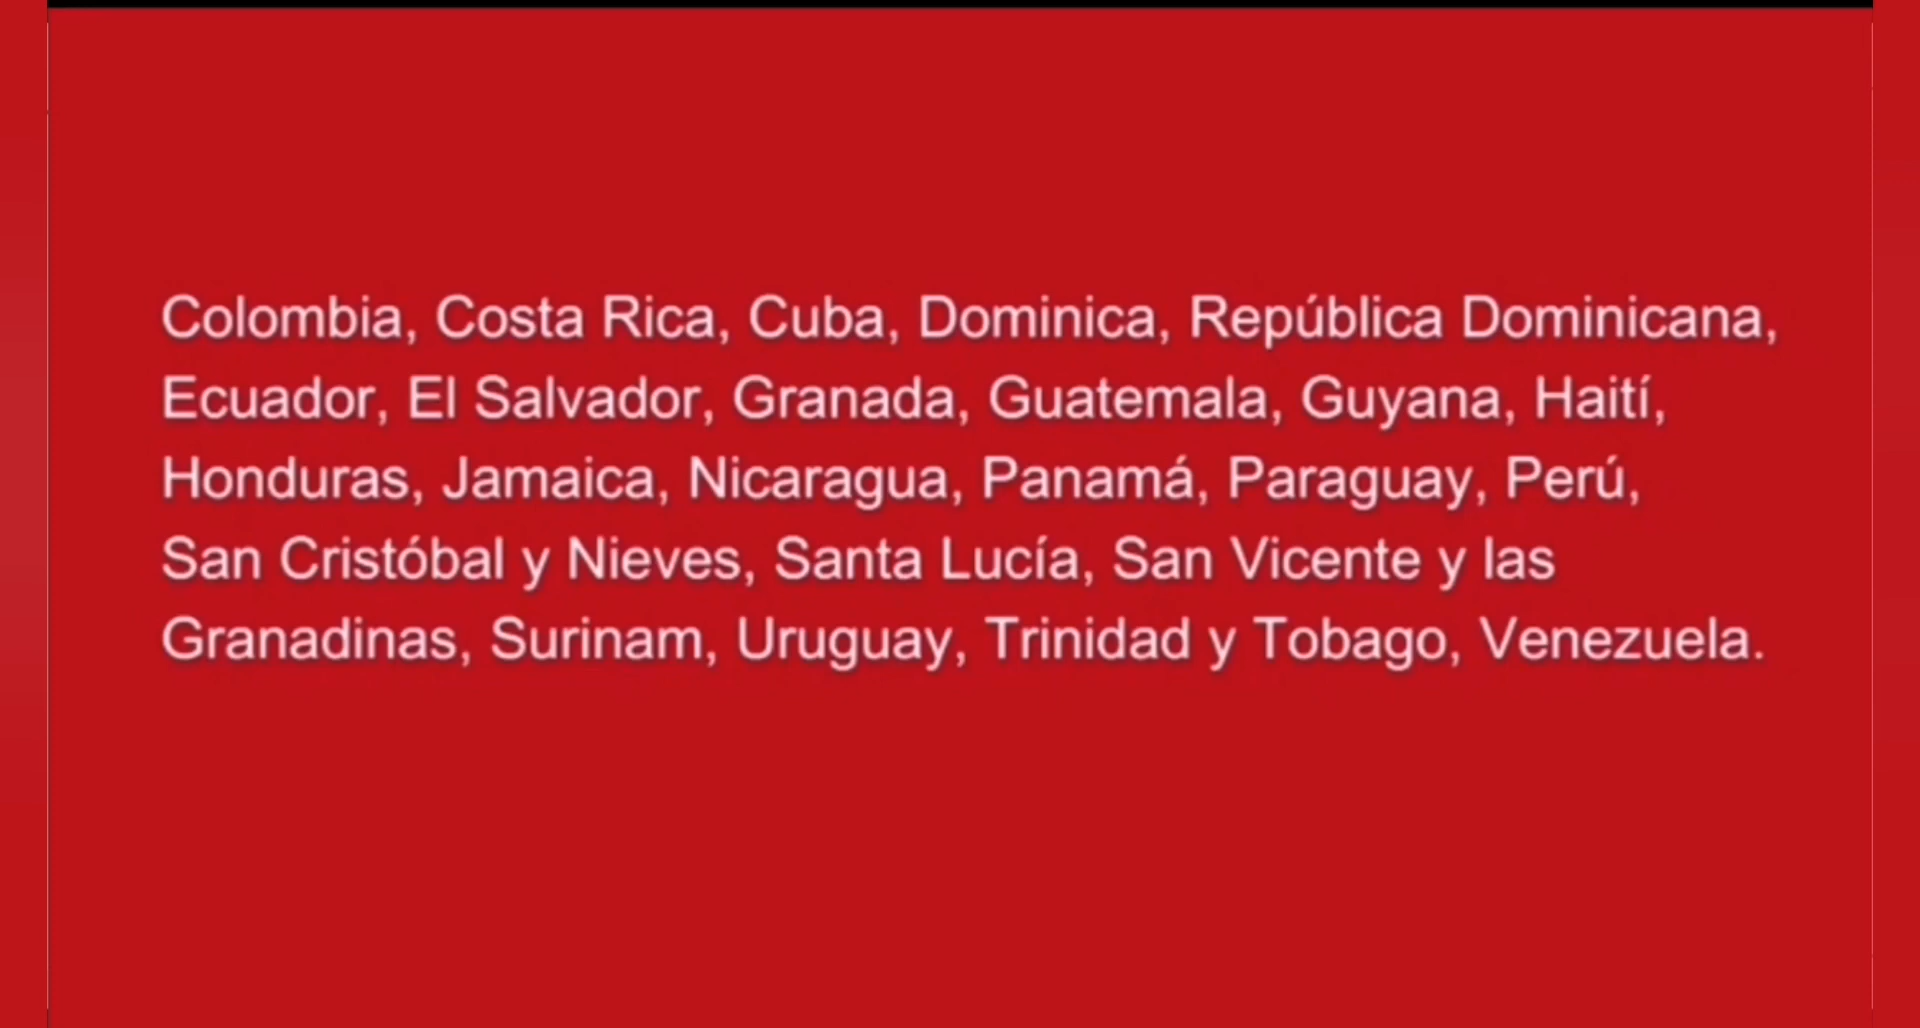 Colombia, Costa Rica, Cuba, Dominica, República Dominicana,
Ecuador, El Salvador, Granada, Guatemala, Guyana, Haití,
Honduras, Jamaica, Nicaragua, Panamá, Paraguay, Perú,
San Cristóbal y Nieves, Santa Lucía, San Vicente y las
Granadinas, Surinam, Uruguay, Trinidad y Tobago, Venezuela.